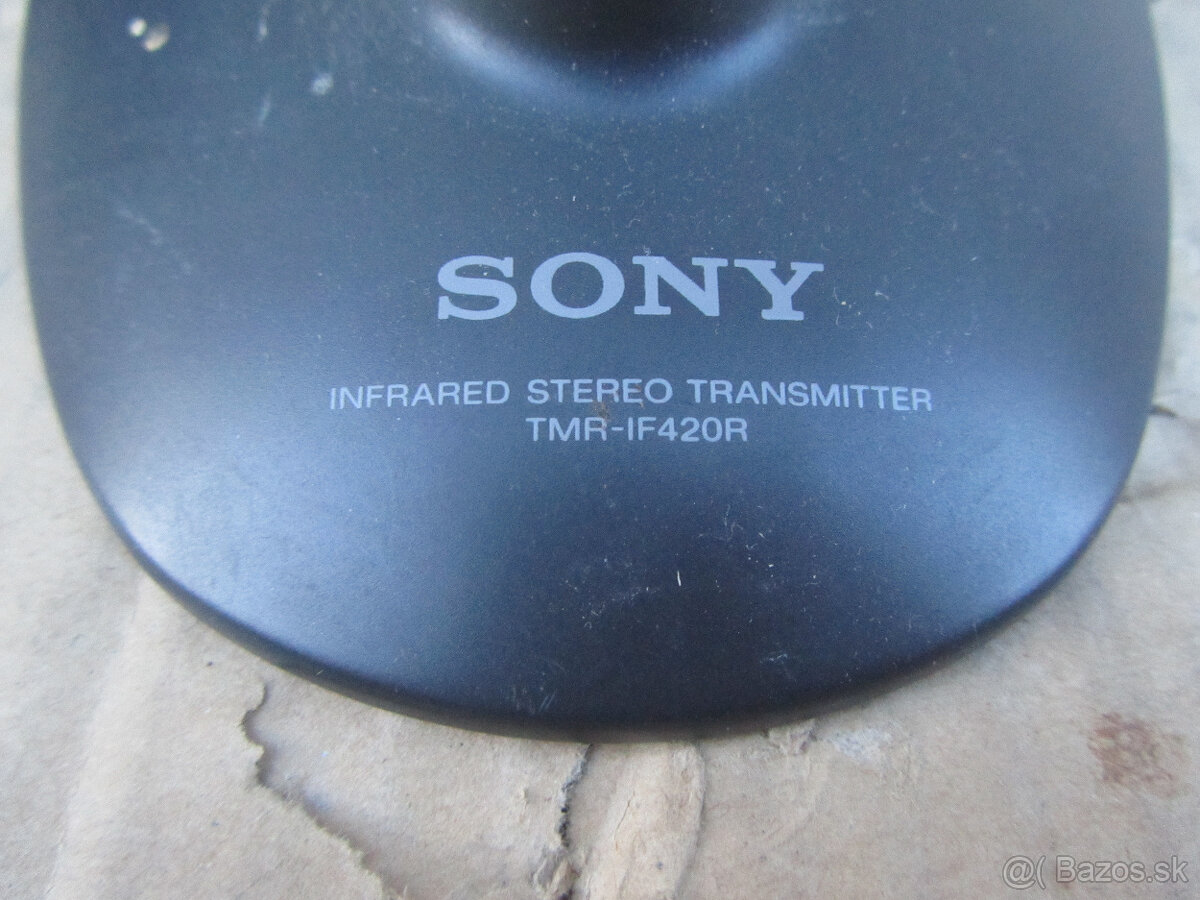 SONY
INFRARED STEREO TRANSMITTER
TMR-IF420R
@( Bazos.sk